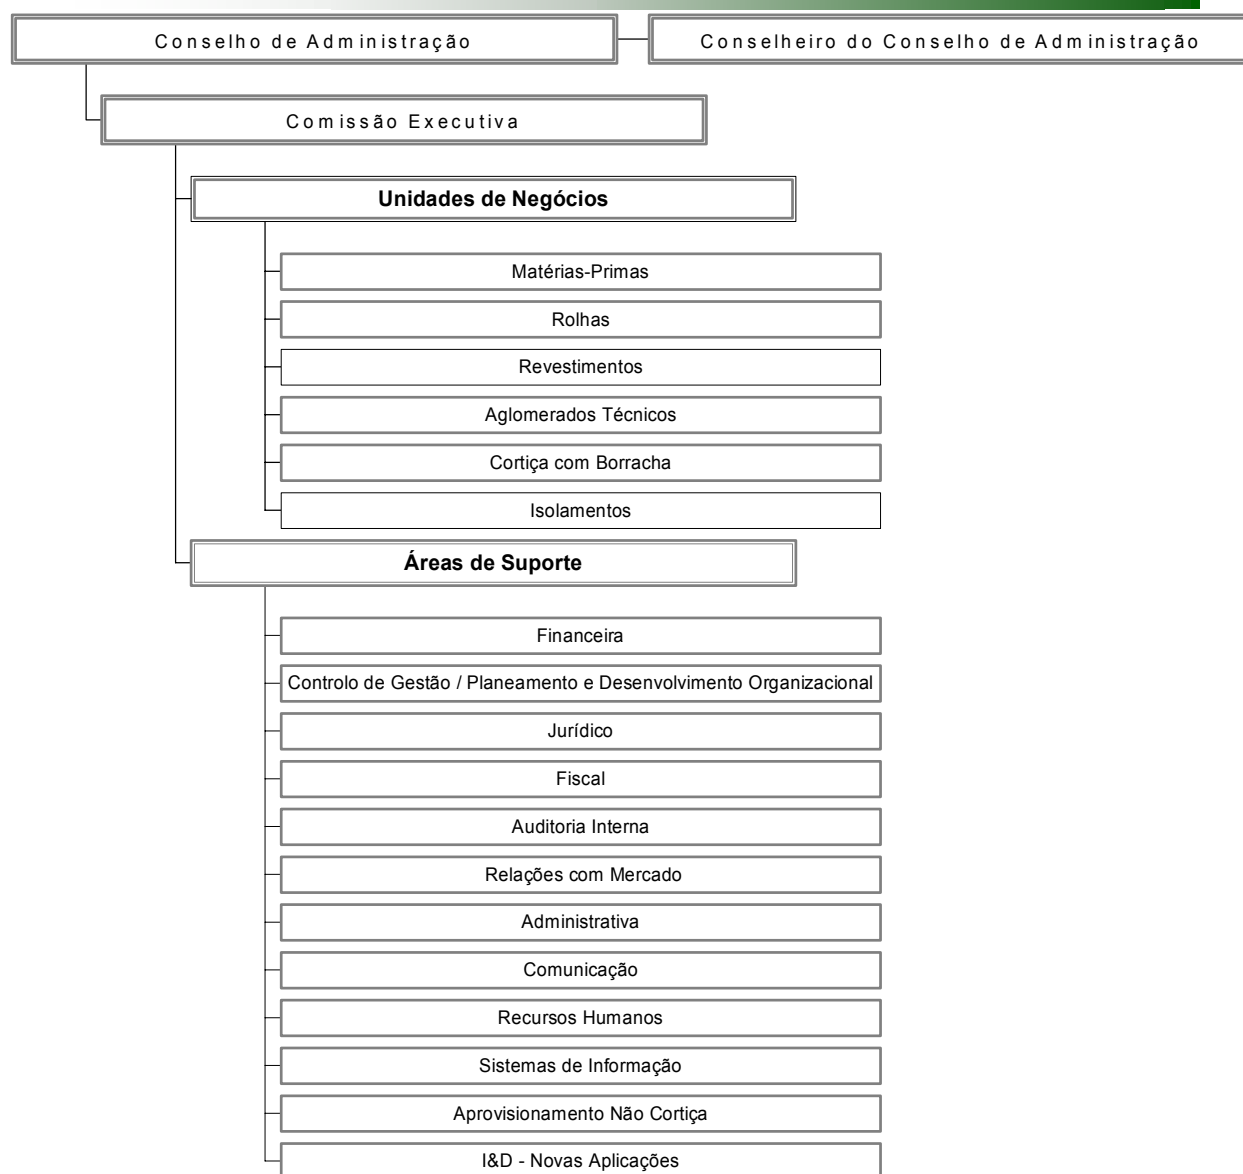 Conselho de Administração
Conselheiro do Conselho de Administração
Comissão Executiva
Unidades de Negócios
Matérias-Primas
Rolhas
Revestimentos
Aglomerados Técnicos
Cortiça com Borracha
Isolamentos
Áreas de Suporte
Financeira
Controlo de Gestão / Planeamento e Desenvolvimento Organizacional
Jurídico
Fiscal
Auditoria Interna
Relações com Mercado
Administrativa
Comunicação
Recursos Humanos
Sistemas de Informação
Aprovisionamento Não Cortiça
I&D - Novas Aplicações